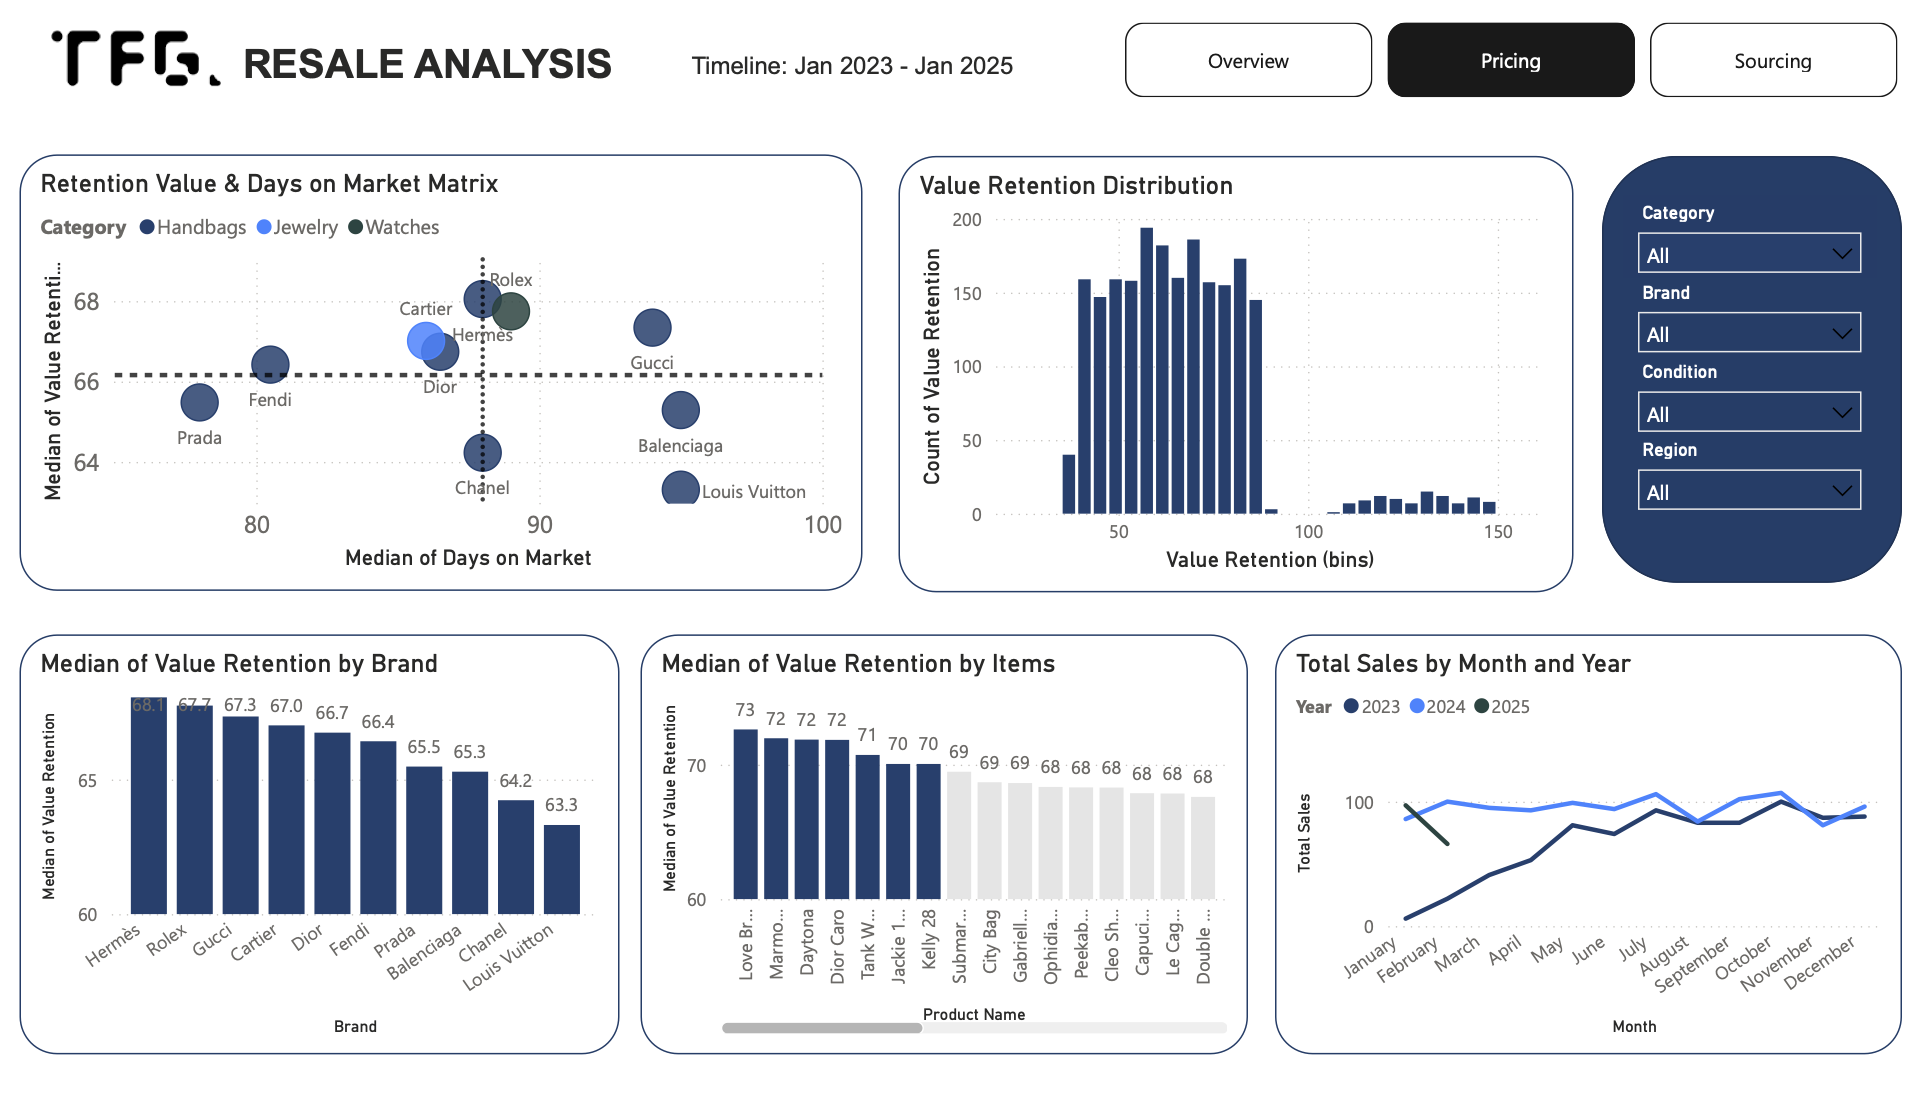 TFG.
RESALE ANALYSIS
Timeline: Jan 2023 - Jan 2025
Overview
Pricing
Sourcing
Retention Value & Days on Market Matrix
Category Handbags Jewelry Watches
Median of Value Retenti...
68
66
64
Rolex
Cartier
Hermès
Gucci
Dior
Fendi
Prada
Balenciaga
Chanel
Louis Vuitton
80 90 100
Median of Days on Market
Value Retention Distribution
Count of Value Retention
200
150
100
50
0
50 100 150
Value Retention (bins)
Category
All
Brand
All
Condition
All
Region
All
Median of Value Retention by Brand
Median of Value Retention
65
60
68.1 67.7 67.3 67.0 66.7 66.4 65.5 65.3 64.2 63.3
Hermès Rolex Gucci Cartier Dior Fendi Prada Balenciaga Chanel Louis Vuitton
Brand
Median of Value Retention by Items
Median of Value Retention
70
60
73 72 72 72 71 70 70 69 69 69 68 68 68 68 68 68
Love Br... Marmo... Daytona Dior Caro Tank W... Jackie 1... Kelly 28 Submar... City Bag Gabriell... Ophidia... Peekab... Cleo Sh... Capuci... Le Cag... Double ...
Product Name
Total Sales by Month and Year
Year 2023 2024 2025
Total Sales
100
0
January February March April May June July August September October November December
Month